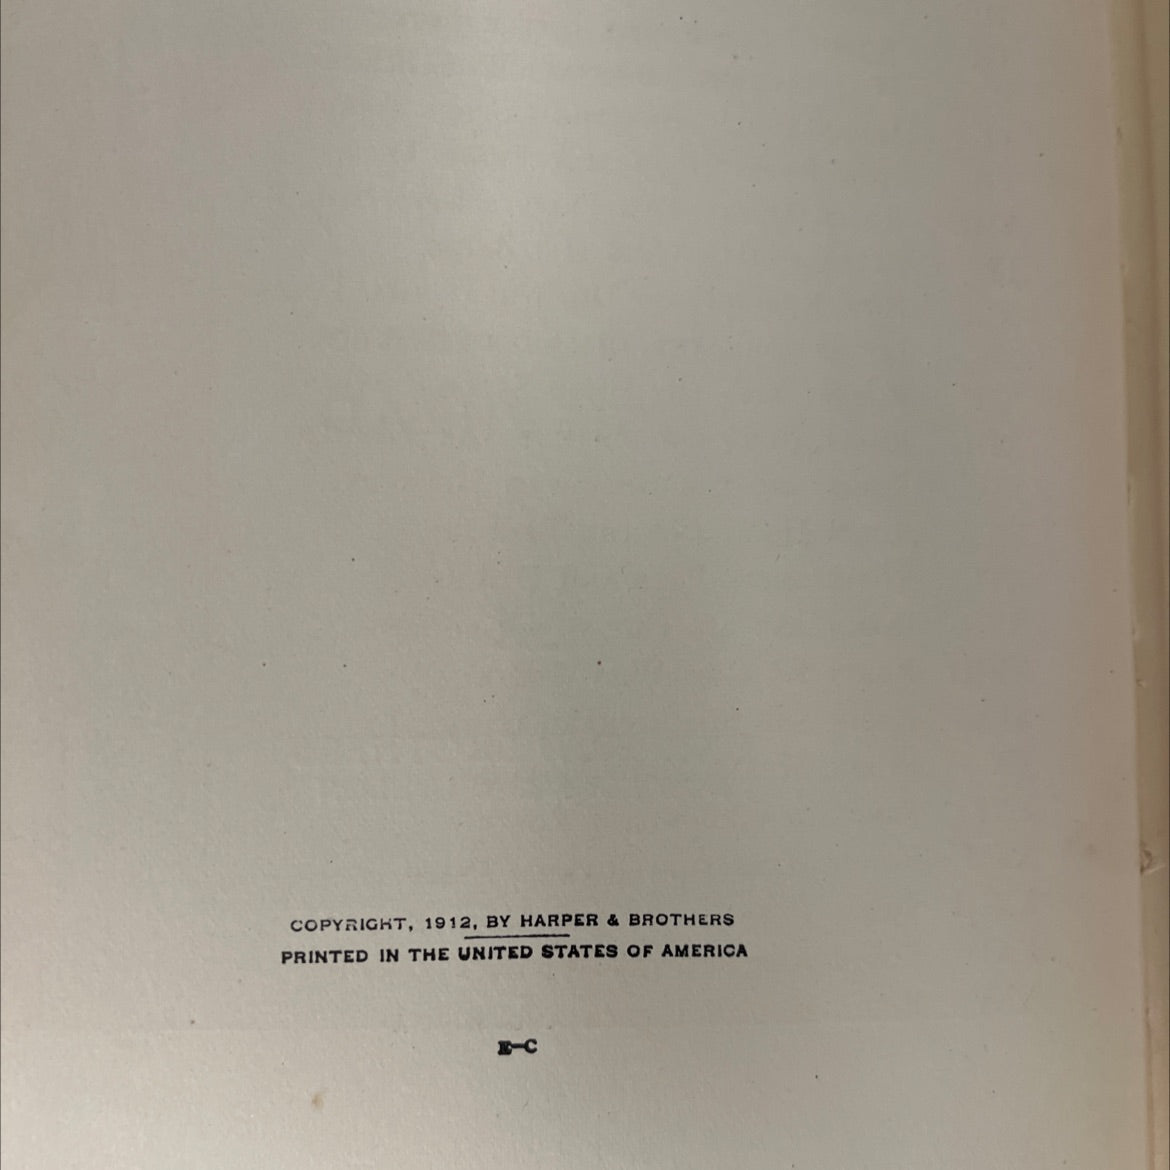 COPYRIGHT, 1912, BY HARPER & BROTHERS
PRINTED IN THE UNITED STATES OF AMERICA
E-C